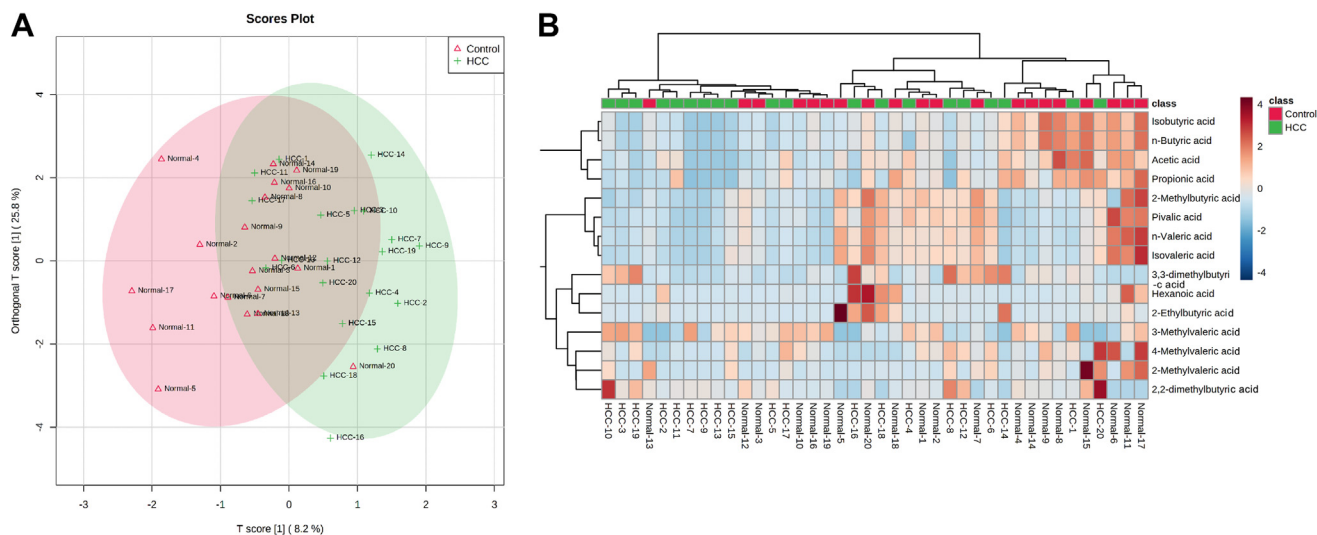 A
Scores Plot
Control
HCC
Orthogonal T score [1] ( 25.8 %)
4
2
0
-2
-4
-3
-2
-1
0
1
2
3
T score [1] ( 8.2 %)
Normal-4
HCC-1
Normal-14
HCC-14
HCC-11
Normal-19
Normal-16
Normal-10
Normal-8
HCC-17
HCC-5
HCC-10
Normal-9
HCC-7
Normal-2
HCC-9
HCC-19
Normal-12
HCC-6
HCC-12
Normal-3
Normal-1
HCC-20
Normal-17
Normal-15
HCC-4
Normal-7
HCC-2
Normal-13
Normal-11
HCC-15
HCC-8
Normal-20
HCC-18
Normal-5
HCC-16
B
class
Isobutyric acid
n-Butyric acid
Acetic acid
Propionic acid
2-Methylbutyric acid
Pivalic acid
n-Valeric acid
Isovaleric acid
3,3-dimethylbutyri
-c acid
Hexanoic acid
2-Ethylbutyric acid
3-Methylvaleric acid
4-Methylvaleric acid
2-Methylvaleric acid
2,2-dimethylbutyric acid
4
2
0
-2
-4
class
Control
HCC
HCC-10
HCC-3
HCC-19
Normal-13
HCC-2
HCC-11
HCC-7
HCC-9
HCC-13
HCC-15
Normal-12
Normal-3
HCC-5
HCC-17
Normal-10
Normal-16
Normal-19
Normal-5
HCC-16
Normal-20
HCC-18
Normal-18
HCC-4
Normal-1
Normal-2
HCC-8
HCC-12
Normal-7
HCC-6
HCC-14
Normal-4
Normal-14
Normal-9
Normal-8
HCC-1
Normal-15
HCC-20
Normal-6
Normal-11
Normal-17